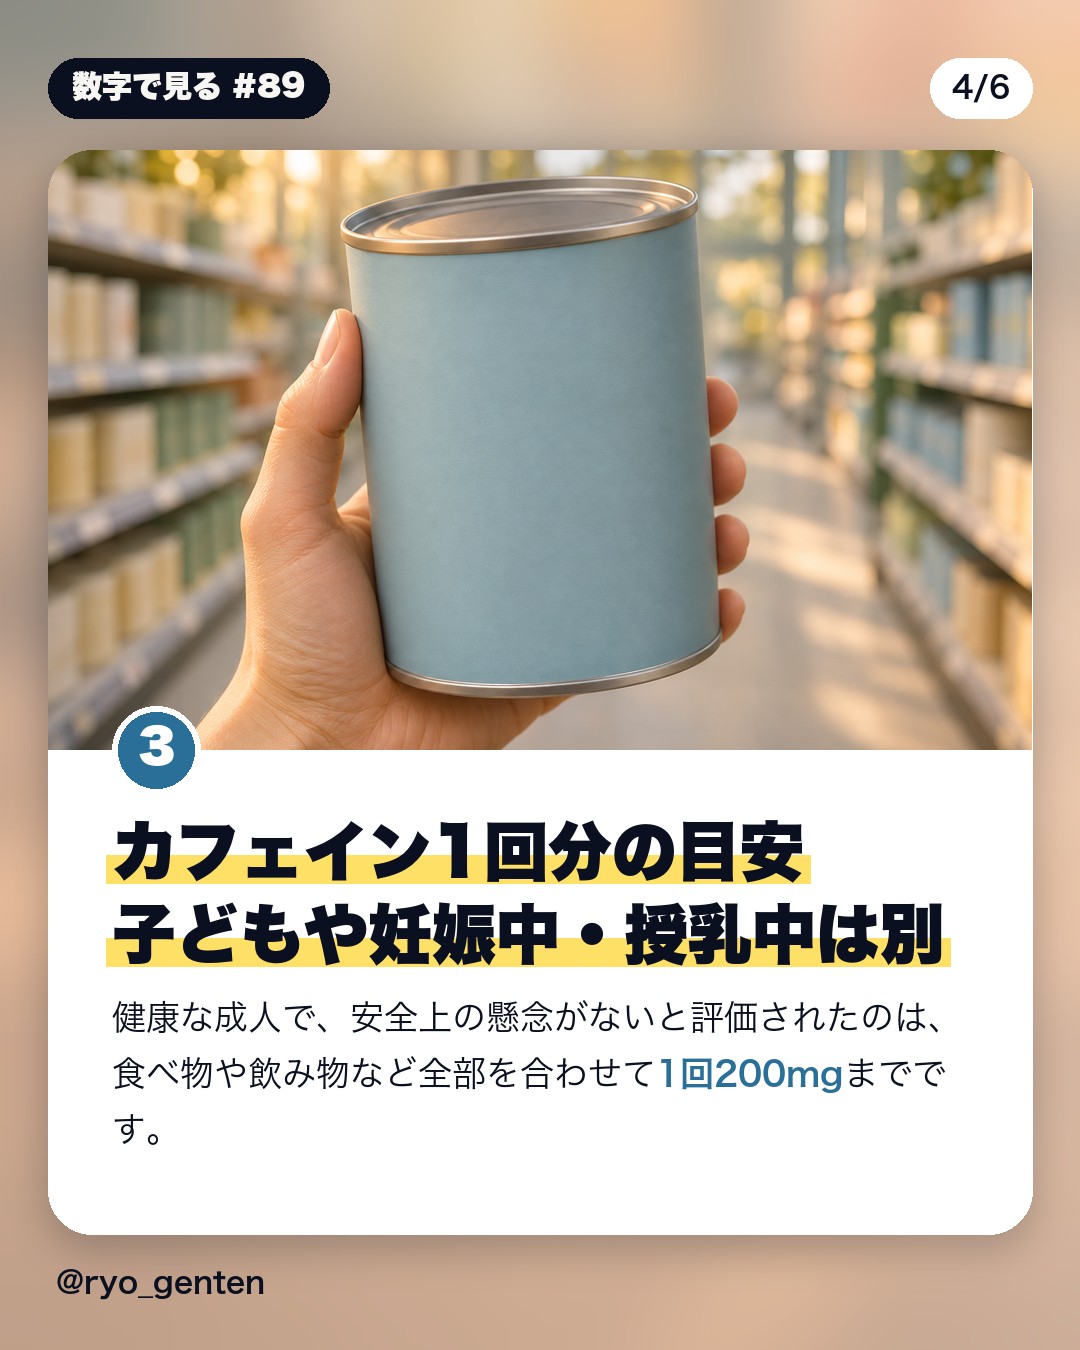 数字で見る #89
4/6
3
カフェイン1回分の目安
子どもや妊娠中・授乳中は別
健康な成人で、安全上の懸念がないと評価されたのは、
食べ物や飲み物など全部を合わせて1回200mgまでで
す。
@ryo_genten